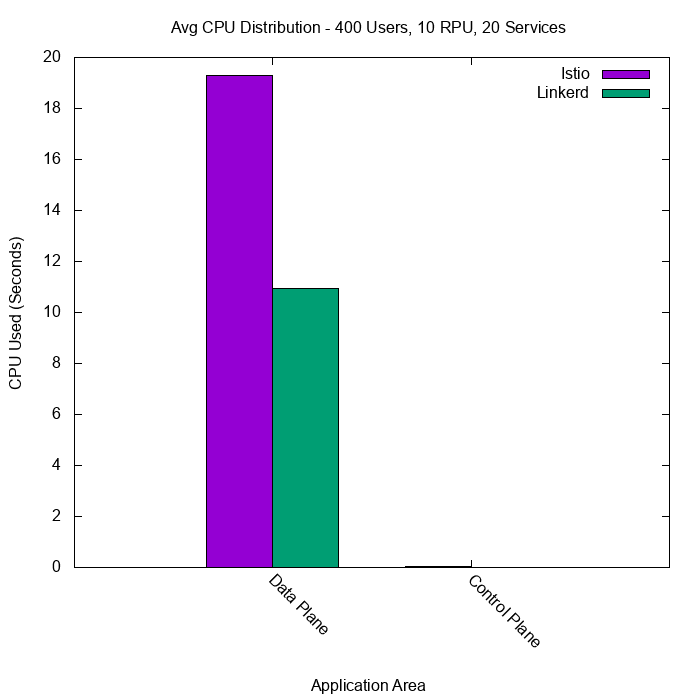 Avg CPU Distribution - 400 Users, 10 RPU, 20 Services
Istio
Linkerd
CPU Used (Seconds)
20
18
16
14
12
10
8
6
4
2
0
Data Plane
Control Plane
Application Area